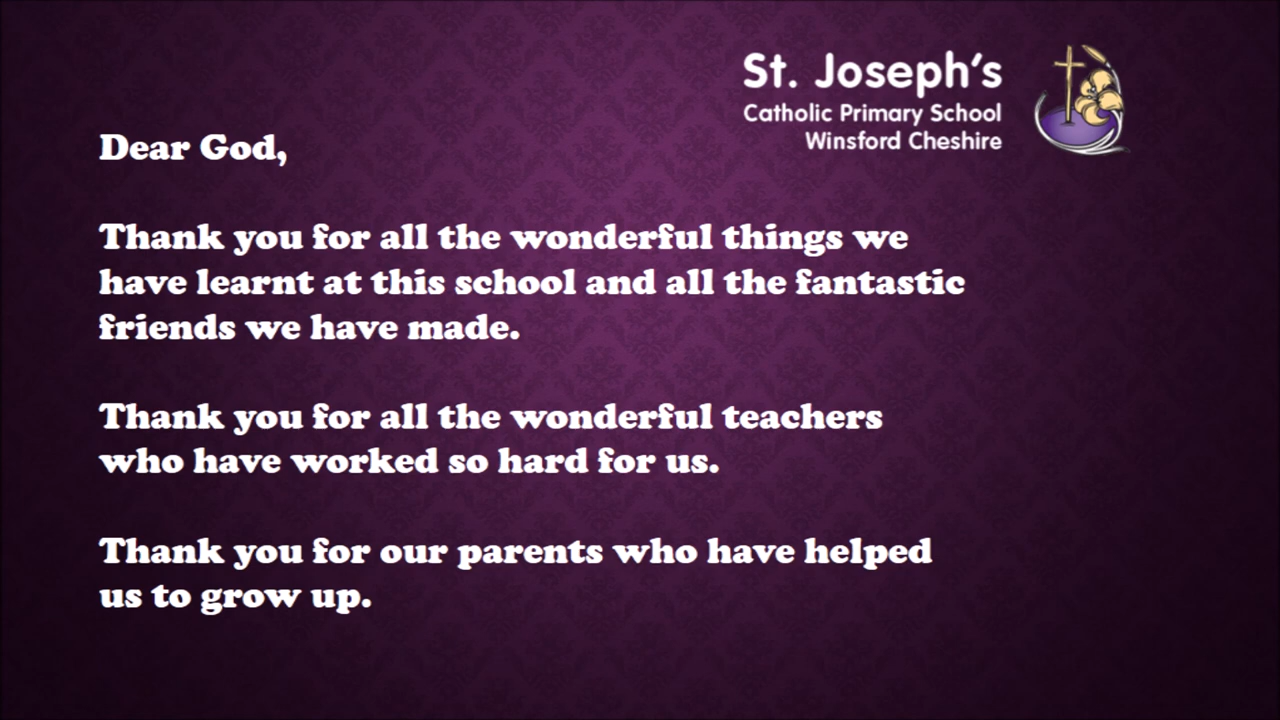 St. Joseph's
Catholic Primary School
Winsford Cheshire
Dear God,
Thank you for all the wonderful things we
have learnt at this school and all the fantastic
friends we have made.
Thank you for all the wonderful teachers
who have worked so hard for us.
Thank you for our parents who have helped
us to grow up.